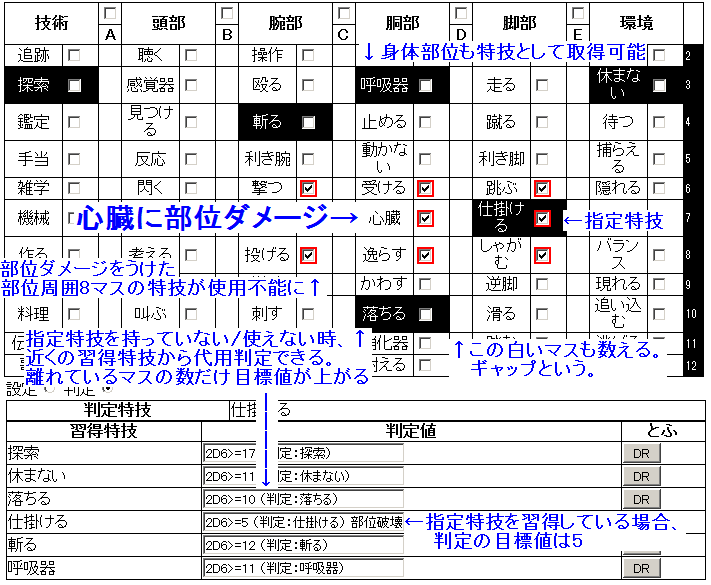 技術 A 頭部 B 腕部 C 胴部 D 脚部 E 環境
追跡 聴く 操作 ↓身体部位も特技として取得可能 2
探索 感覚器 殴る 呼吸器 走る 休まない 3
鑑定 見つける 斬る 止める 蹴る 待つ 4
手当 反応 利き腕 動かない 利き脚 捕らえる 5
雑学 閃く 撃つ 受ける 跳ぶ 隠れる 6
機械 心臓に部位ダメージ→ 心臓 仕掛ける ←指定特技 7
作る 考える 投げる 逸らす しゃがむ バランス 8
部位ダメージをうけた
部位周囲8マスの特技が使用不能に↑
かわす 逆脚 現れる
料理 叫ぶ 刺す 落ちる 滑る 追い込む 10
指定特技を持っていない/使えない時、↑
近くの習得特技から代用判定できる。
離れているマスの数だけ目標値が上がる
↑この白いマスも数える。
ギャップという。
11
12
設定 判定
判定特技 仕掛ける
習得特技 判定値 とふ
探索 2D6>=17 定:探索) DR
休まない 2D6>=11 定:休まない) DR
落ちる 2D6>=10 (判定:落ちる) DR
仕掛ける 2D6>=5 (判定:仕掛ける) 部位破壊 ←指定特技を習得している場合、
判定の目標値は5
斬る 2D6>=12 (判定:斬る)
呼吸器 2D6>=11 (判定:呼吸器) DR